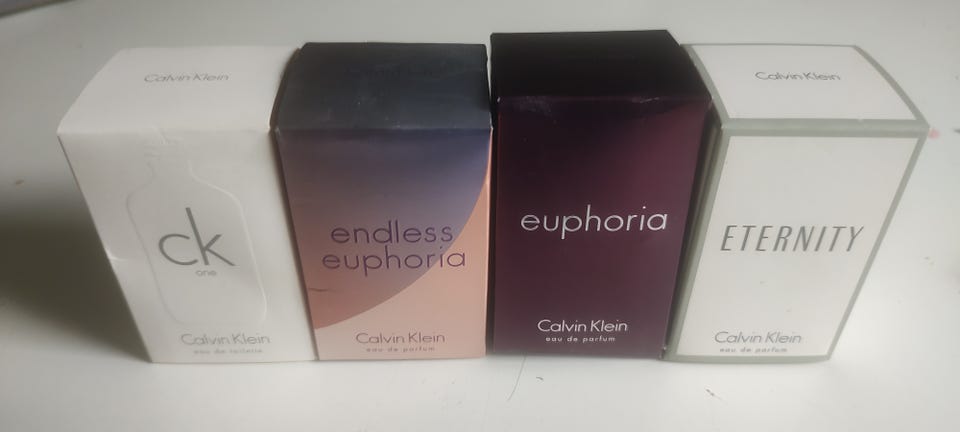 Calvin Klein
ck
one
Calvin Klein
eau de toilette
endless
euphoria
Calvin Klein
eau de parfum
euphoria
Calvin Klein
eau de parfum
Calvin Klein
ETERNITY
Calvin Klein
eau de parfum